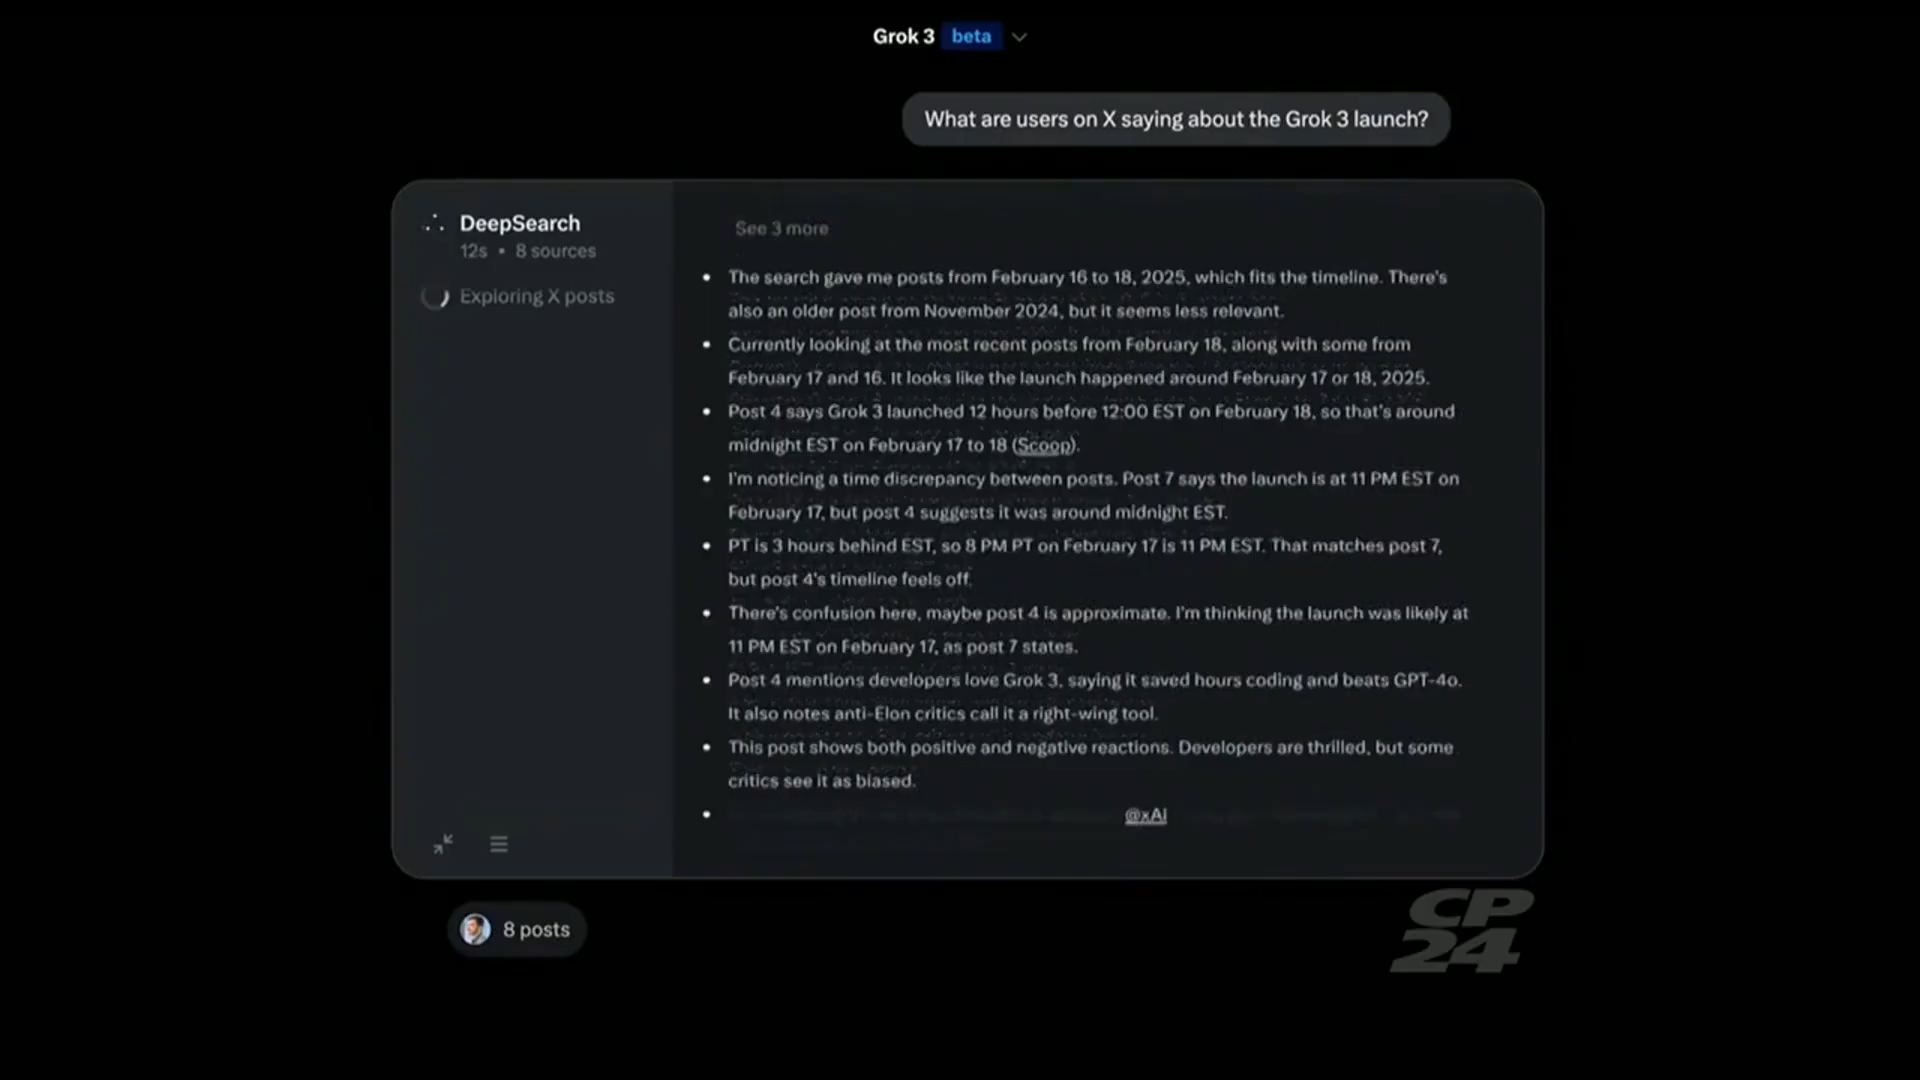 Grok 3 beta
What are users on X saying about the Grok 3 launch?
DeepSearch
12s • 8 sources
Exploring X posts
See 3 more
• The search gave me posts from February 16 to 18, 2025, which fits the timeline. There's
also an older post from November 2024, but it seems less relevant.
• Currently looking at the most recent posts from February 18, along with some from
February 17 and 16. It looks like the launch happened around February 17 or 18, 2025.
• Post 4 says Grok 3 launched 12 hours before 12:00 EST on February 18, so that's around
midnight EST on February 17 to 18 (Scoop).
• I'm noticing a time discrepancy between posts. Post 7 says the launch is at 11 PM EST on
February 17, but post 4 suggests it was around midnight EST.
• PT is 3 hours behind EST, so 8 PM PT on February 17 is 11 PM EST. That matches post 7,
but post 4's timeline feels off.
• There's confusion here, maybe post 4 is approximate. I'm thinking the launch was likely at
11 PM EST on February 17, as post 7 states.
• Post 4 mentions developers love Grok 3, saying it saved hours coding and beats GPT-4o.
It also notes anti-Elon critics call it a right-wing tool.
• This post shows both positive and negative reactions. Developers are thrilled, but some
critics see it as biased.
• @xAI
8 posts
CP
24